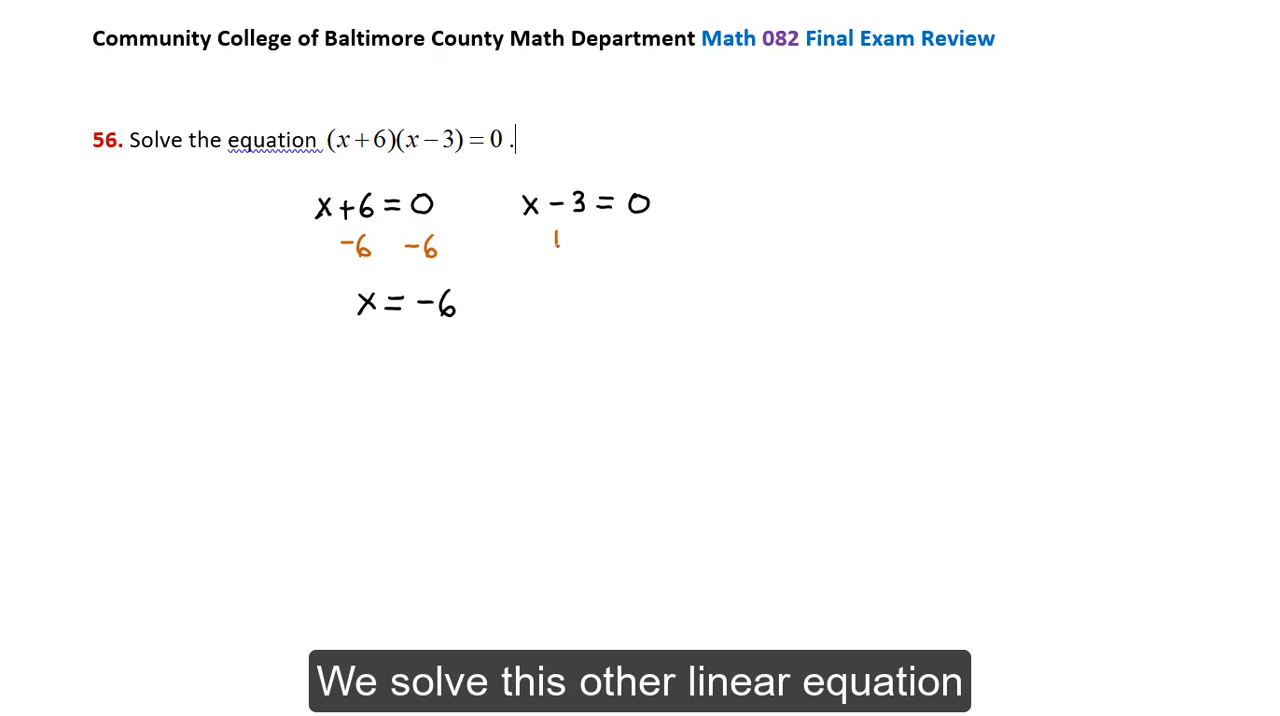 Community College of Baltimore County Math Department Math 082 Final Exam Review
56. Solve the equation (x+6)(x−3)=0.
x+6=0 x-3=0
-6 -6
x=-6
We solve this other linear equation